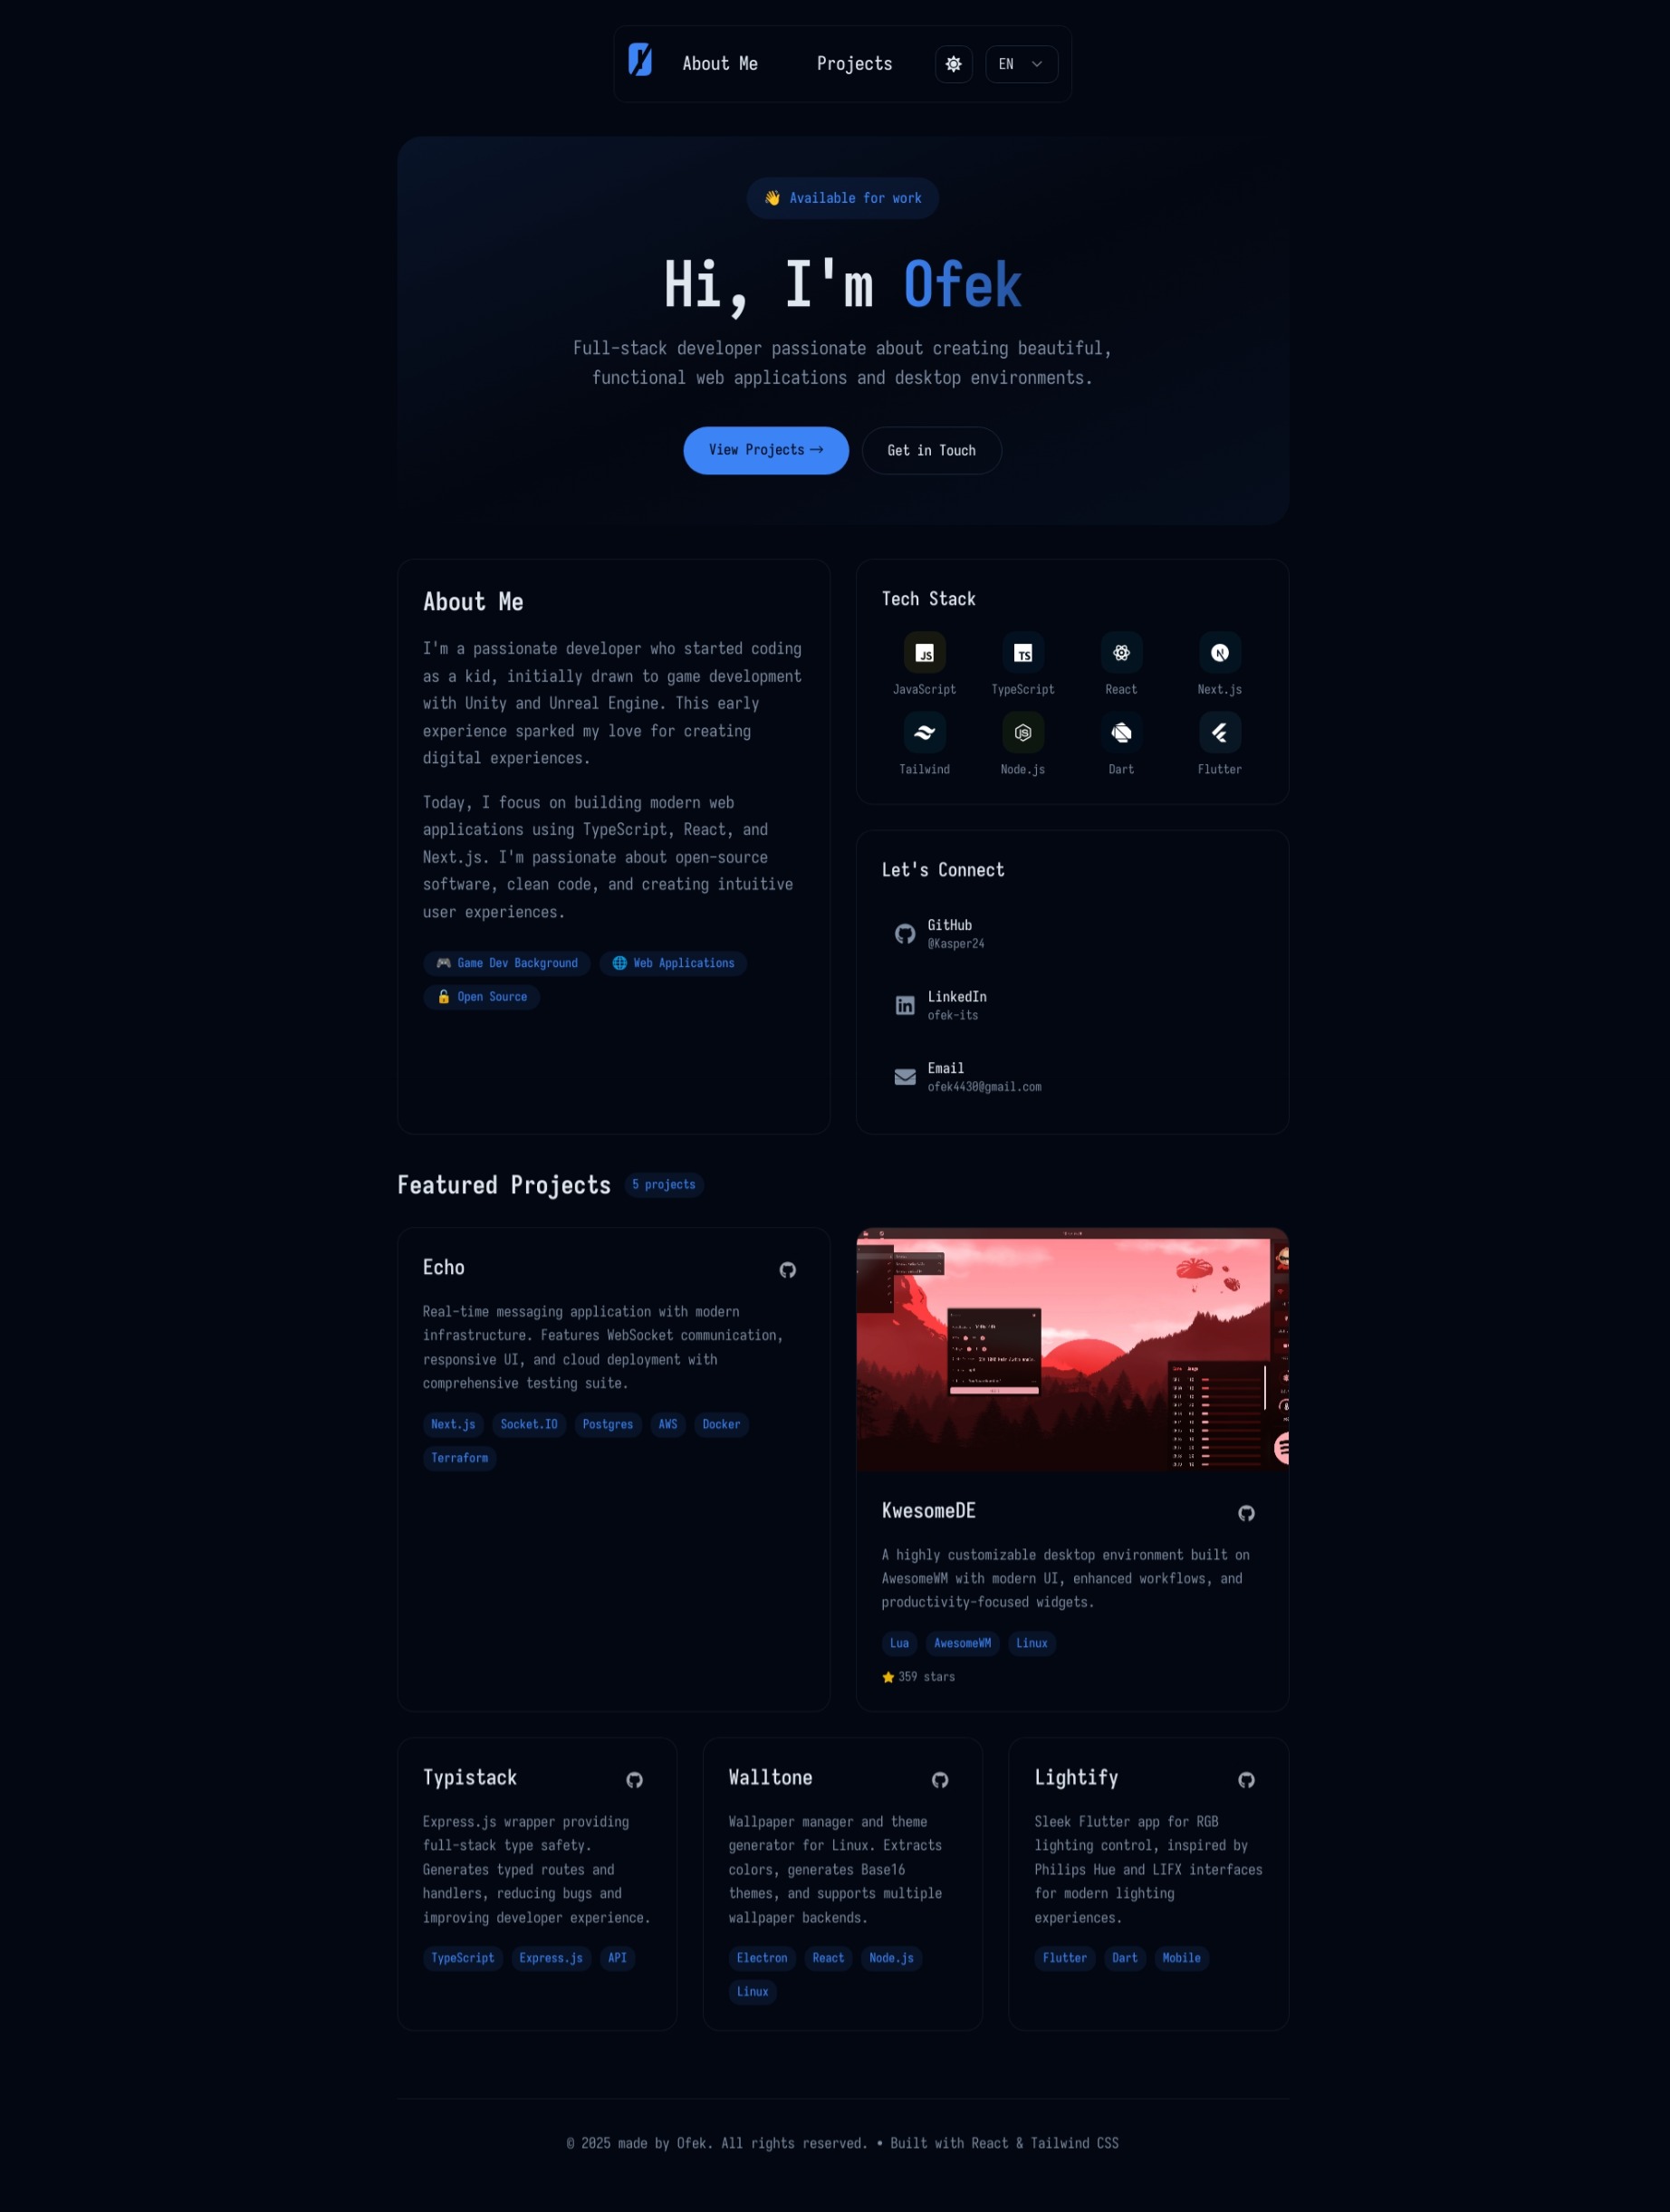 About Me
Projects
EN
👋 Available for work
Hi, I'm Ofek
Full-stack developer passionate about creating beautiful,
functional web applications and desktop environments.
View Projects →
Get in Touch
About Me
I'm a passionate developer who started coding
as a kid, initially drawn to game development
with Unity and Unreal Engine. This early
experience sparked my love for creating
digital experiences.
Today, I focus on building modern web
applications using TypeScript, React, and
Next.js. I'm passionate about open-source
software, clean code, and creating intuitive
user experiences.
🎮 Game Dev Background
🌐 Web Applications
🔓 Open Source
Tech Stack
JS
TS
N
JS
JavaScript
TypeScript
React
Next.js
Tailwind
Node.js
Dart
Flutter
Let's Connect
GitHub
@Kasper24
in
LinkedIn
ofek-its
Email
ofek4430@gmail.com
Featured Projects
5 projects
Echo
Real-time messaging application with modern
infrastructure. Features WebSocket communication,
responsive UI, and cloud deployment with
comprehensive testing suite.
Next.js
Socket.IO
Postgres
AWS
Docker
Terraform
KwesomeDE
A highly customizable desktop environment built on
AwesomeWM with modern UI, enhanced workflows, and
productivity-focused widgets.
Lua
AwesomeWM
Linux
⭐ 359 stars
Typistack
Express.js wrapper providing
full-stack type safety.
Generates typed routes and
handlers, reducing bugs and
improving developer experience.
TypeScript
Express.js
API
Walltone
Wallpaper manager and theme
generator for Linux. Extracts
colors, generates Base16
themes, and supports multiple
wallpaper backends.
Electron
React
Node.js
Linux
Lightify
Sleek Flutter app for RGB
lighting control, inspired by
Philips Hue and LIFX interfaces
for modern lighting
experiences.
Flutter
Dart
Mobile
© 2025 made by Ofek. All rights reserved. • Built with React & Tailwind CSS